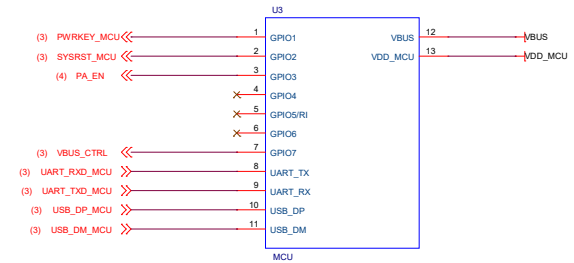 U3
(3) PWRKEY_MCU 1 GPIO1 VBUS 12 VBUS
(3) SYSRST_MCU 2 GPIO2 VDD_MCU 13 VDD_MCU
(4) PA_EN 3 GPIO3
4 GPIO4
5 GPIO5/RI
6 GPIO6
(3) VBUS_CTRL 7 GPIO7
(3) UART_RXD_MCU 8 UART_TX
(3) UART_TXD_MCU 9 UART_RX
(3) USB_DP_MCU 10 USB_DP
(3) USB_DM_MCU 11 USB_DM
MCU